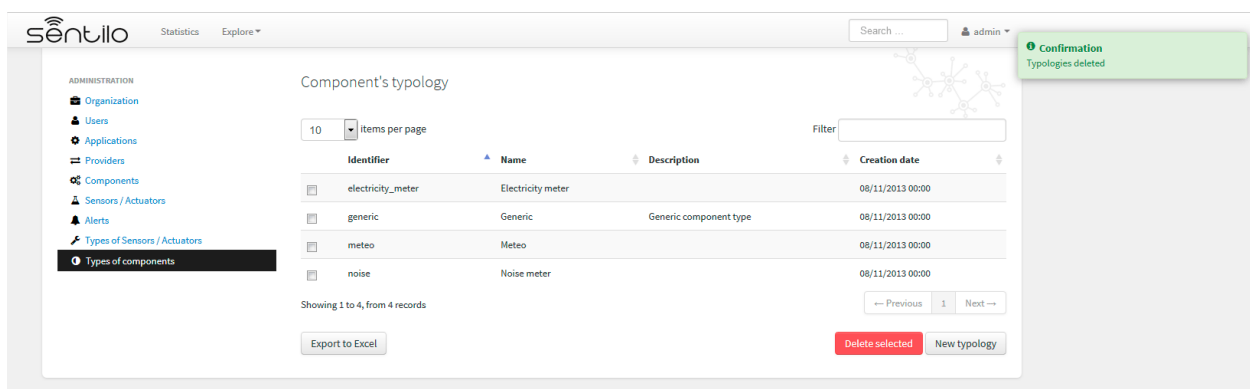 sentilo
Statistics
Explore
Search ...
admin
Confirmation
Typologies deleted
ADMINISTRATION
Organization
Users
Applications
Providers
Components
Sensors / Actuators
Alerts
Types of Sensors / Actuators
Types of components
Component's typology
10 items per page
Filter
Identifier Name Description Creation date
electricity_meter Electricity meter 08/11/2013 00:00
generic Generic Generic component type 08/11/2013 00:00
meteo Meteo 08/11/2013 00:00
noise Noise meter 08/11/2013 00:00
Showing 1 to 4, from 4 records
← Previous 1 Next →
Export to Excel
Delete selected
New typology